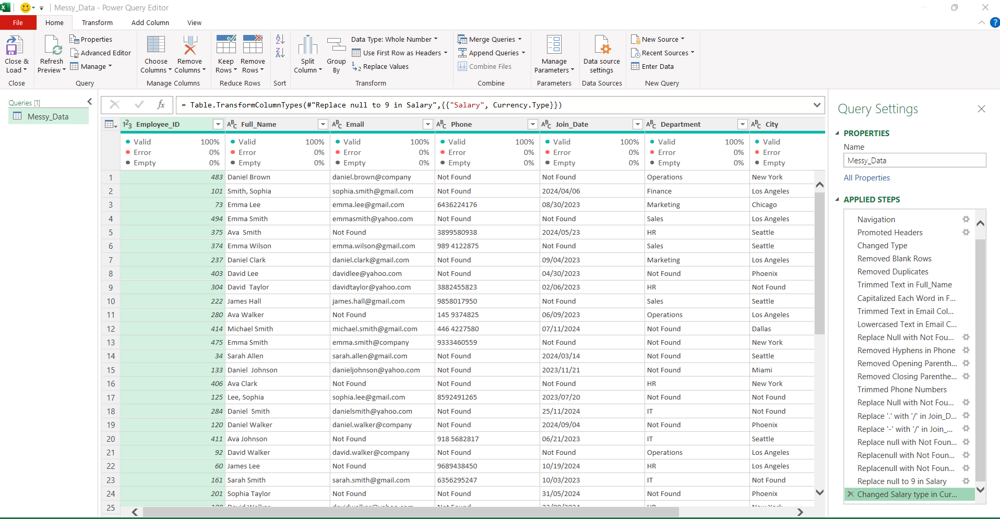 Messy_Data - Power Query Editor
File Home Transform Add Column View
Close & Load
Close
Refresh Preview
Properties
Advanced Editor
Manage
Query
Choose Columns
Remove Columns
Manage Columns
Keep Rows
Remove Rows
Reduce Rows
Sort
Split Column
Group By
Data Type: Whole Number
Use First Row as Headers
Replace Values
Transform
Merge Queries
Append Queries
Combine Files
Combine
Manage Parameters
Parameters
Data source settings
Data Sources
New Source
Recent Sources
Enter Data
New Query
Queries [1]
Messy_Data
fx = Table.TransformColumnTypes(#"Replace null to 9 in Salary",{{"Salary", Currency.Type}})
Employee_ID Full_Name Email Phone Join_Date Department City
Valid 100% Valid 100% Valid 100% Valid 100% Valid 100% Valid 100% Valid
Error 0% Error 0% Error 0% Error 0% Error 0% Error 0% Error
Empty 0% Empty 0% Empty 0% Empty 0% Empty 0% Empty 0% Empty
1 483 Daniel Brown daniel.brown@company Not Found Not Found Operations New York
2 101 Smith, Sophia sophia.smith@gmail.com Not Found 2024/04/06 Finance Los Angeles
3 73 Emma Lee emma.lee@gmail.com 6436224176 08/30/2023 Marketing Chicago
4 494 Emma Smith emmasmith@yahoo.com Not Found Not Found Sales Los Angeles
5 375 Ava  Smith Not Found 3899580938 2024/05/23 HR Seattle
6 374 Emma Wilson emma.wilson@gmail.com 989 4122875 Not Found Sales Seattle
7 237 Daniel Clark daniel.clark@gmail.com Not Found 09/04/2023 Marketing Los Angeles
8 403 David Lee davidlee@yahoo.com Not Found 04/30/2023 Not Found Phoenix
9 304 David  Taylor davidtaylor@yahoo.com 3882455823 02/06/2023 HR Not Found
10 222 James Hall james.hall@gmail.com 9858017950 Not Found Sales Seattle
11 280 Ava Walker Not Found 145 9374825 06/09/2023 Operations Los Angeles
12 414 Michael Smith michael.smith@gmail.com 446 4227580 07/11/2024 Not Found Dallas
13 475 Emma Smith emma.smith@company 9333460559 Not Found Not Found New York
14 34 Sarah Allen sarah.allen@gmail.com Not Found 2024/03/14 Not Found Seattle
15 133 Daniel  Johnson danieljohnson@yahoo.com Not Found 2023/11/21 Not Found Miami
16 406 Ava Clark Not Found Not Found Not Found HR New York
17 125 Lee, Sophia sophia.lee@gmail.com 8592491265 2023/07/20 Not Found Not Found
18 284 Daniel  Smith danielsmith@yahoo.com Not Found 25/11/2024 IT Not Found
19 120 Daniel Walker daniel.walker@company Not Found 2024/09/04 Not Found Phoenix
20 411 Ava Johnson Not Found 918 5682817 06/21/2023 IT Seattle
21 92 David Walker david.walker@company Not Found Not Found Operations Los Angeles
22 60 James Lee Not Found 9689438450 10/19/2024 HR Los Angeles
23 161 Sarah Smith sarah.smith@gmail.com 6356295247 10/03/2023 IT Not Found
24 201 Sophia Taylor Not Found Not Found 31/05/2024 Not Found Phoenix
25
Query Settings
PROPERTIES
Name
Messy_Data
All Properties
APPLIED STEPS
Navigation
Promoted Headers
Changed Type
Removed Blank Rows
Removed Duplicates
Trimmed Text in Full_Name
Capitalized Each Word in F...
Trimmed Text in Email Col...
Lowercased Text in Email C...
Replace Null with Not Fou...
Removed Hyphens in Phone
Removed Opening Parenth...
Removed Closing Parenthe...
Trimmed Phone Numbers
Replace Null with Not Fou...
Replace '.' with '/' in Join_D...
Replace '-' with '/' in Join_...
Replace null with Not Foun...
Replacenull with Not Foun...
Replacenull with Not Foun...
Replace null to 9 in Salary
Changed Salary type in Cur...